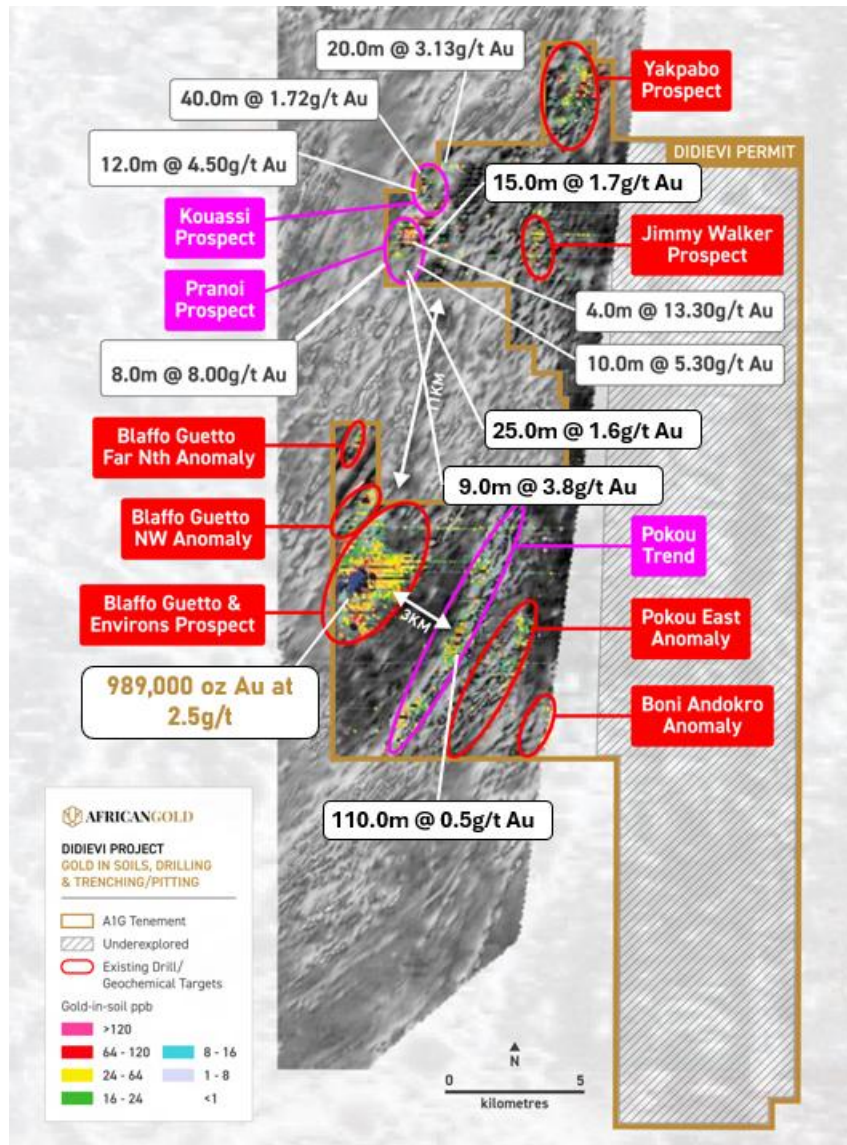 20.0m @ 3.13g/t Au
Yakpabo
Prospect
40.0m @ 1.72g/t Au
DIDIEVI PERMIT
12.0m @ 4.50g/t Au
15.0m @ 1.7g/t Au
Kouassi
Prospect
Jimmy Walker
Prospect
Pranoi
Prospect
4.0m @ 13.30g/t Au
8.0m @ 8.00g/t Au
10.0m @ 5.30g/t Au
11KM
25.0m @ 1.6g/t Au
Blaffo Guetto
Far Nth Anomaly
9.0m @ 3.8g/t Au
Blaffo Guetto
NW Anomaly
Pokou
Trend
Blaffo Guetto &
Environs Prospect
3KM
Pokou East
Anomaly
989,000 oz Au at
2.5g/t
Boni Andokro
Anomaly
110.0m @ 0.5g/t Au
AFRICANGOLD
DIDIEVI PROJECT
GOLD IN SOILS, DRILLING
& TRENCHING/PITTING
A1G Tenement
Underexplored
Existing Drill/
Geochemical Targets
Gold-in-soil ppb
>120
64 - 120
8 - 16
24 - 64
1 - 8
16 - 24
<1
N
0 5
kilometres